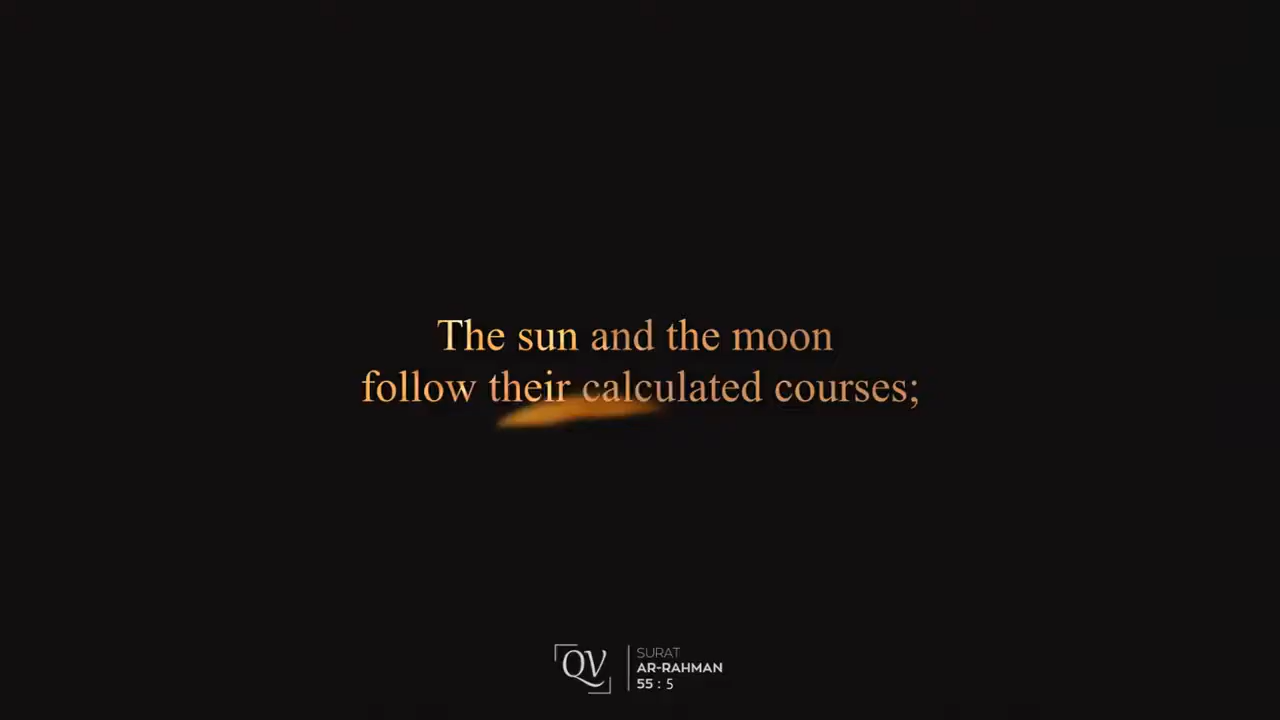 The sun and the moon
follow their calculated courses;
QV
SURAT
AR-RAHMAN
55 : 5